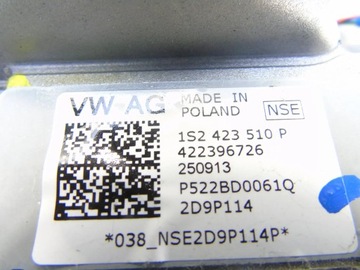 VW AG
MADE IN
POLAND
NSE
1S2 423 510 P
422396726
250913
P522BD0061Q
2D9P114
*038_NSE2D9P114P*